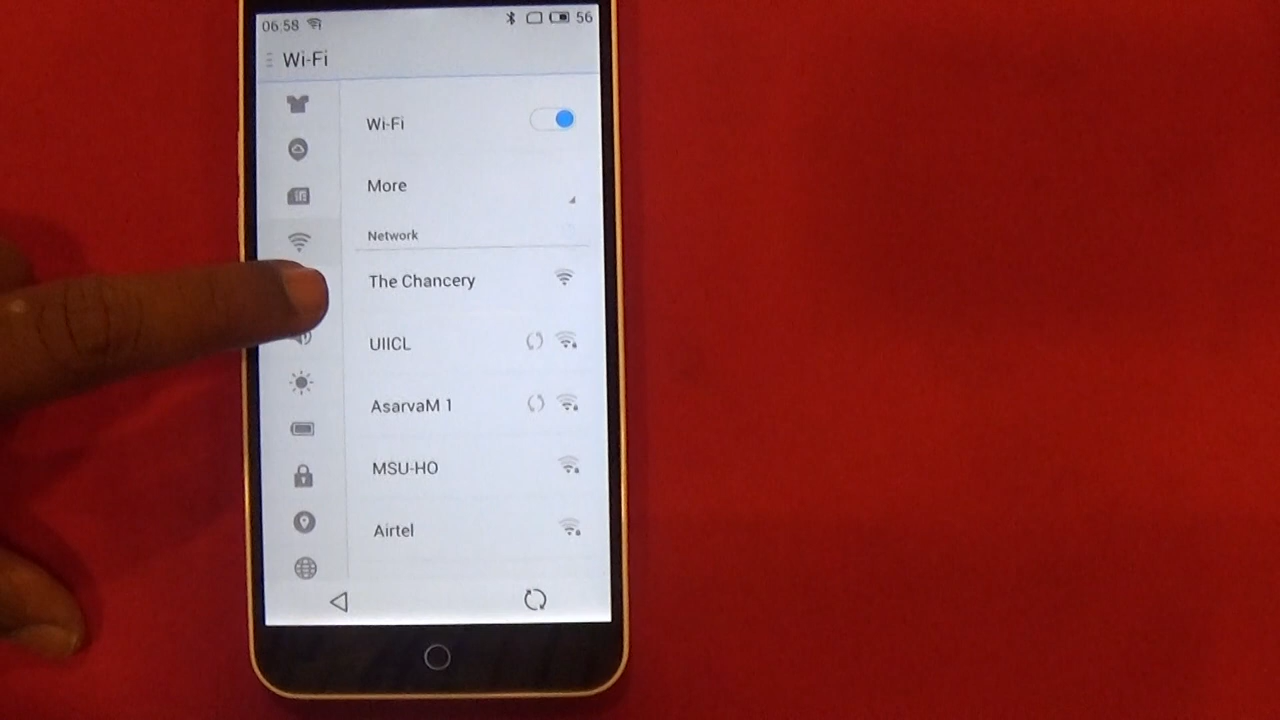 06:58 56
Wi-Fi
Wi-Fi
More
Network
The Chancery
UIICL
AsarvaM 1
MSU-HO
Airtel